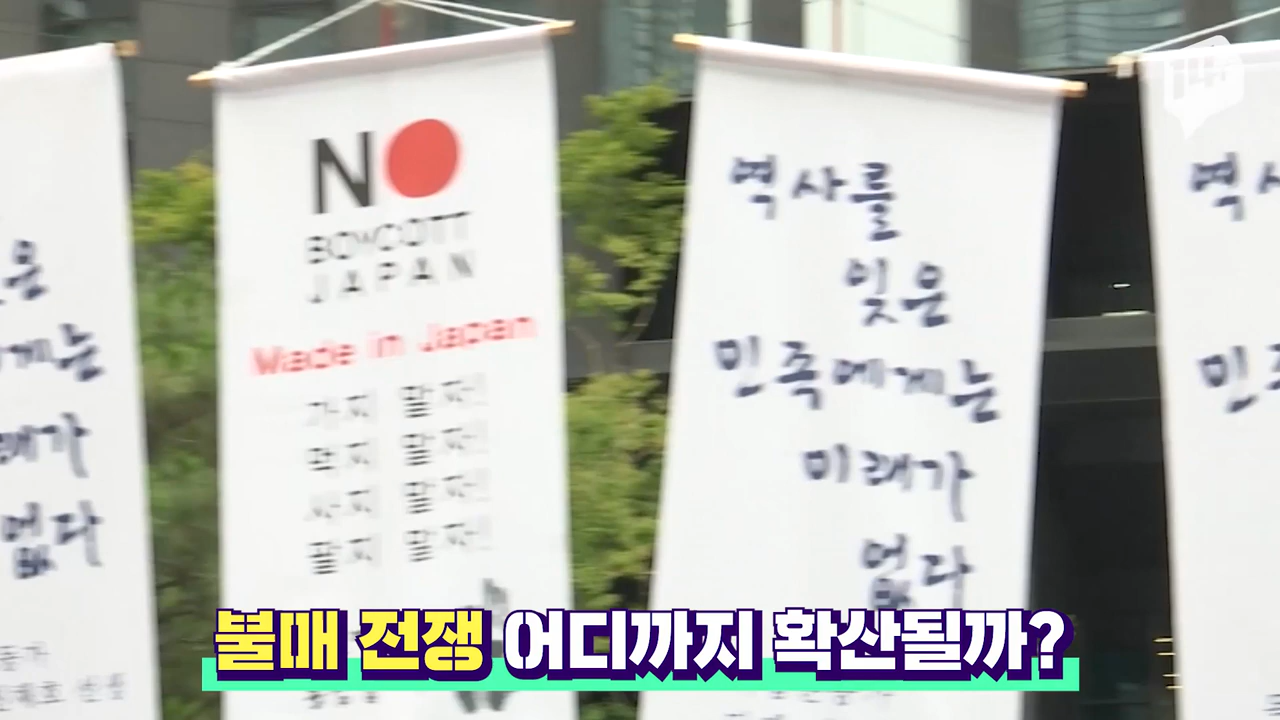 NO
BOYCOTT
JAPAN
Made in Japan
가지 말자!
먹지 말자!
사지 말자!
팔지 말자!
역사를
잊은
민족에게는
미래가
없다
불매 전쟁 어디까지 확산될까?